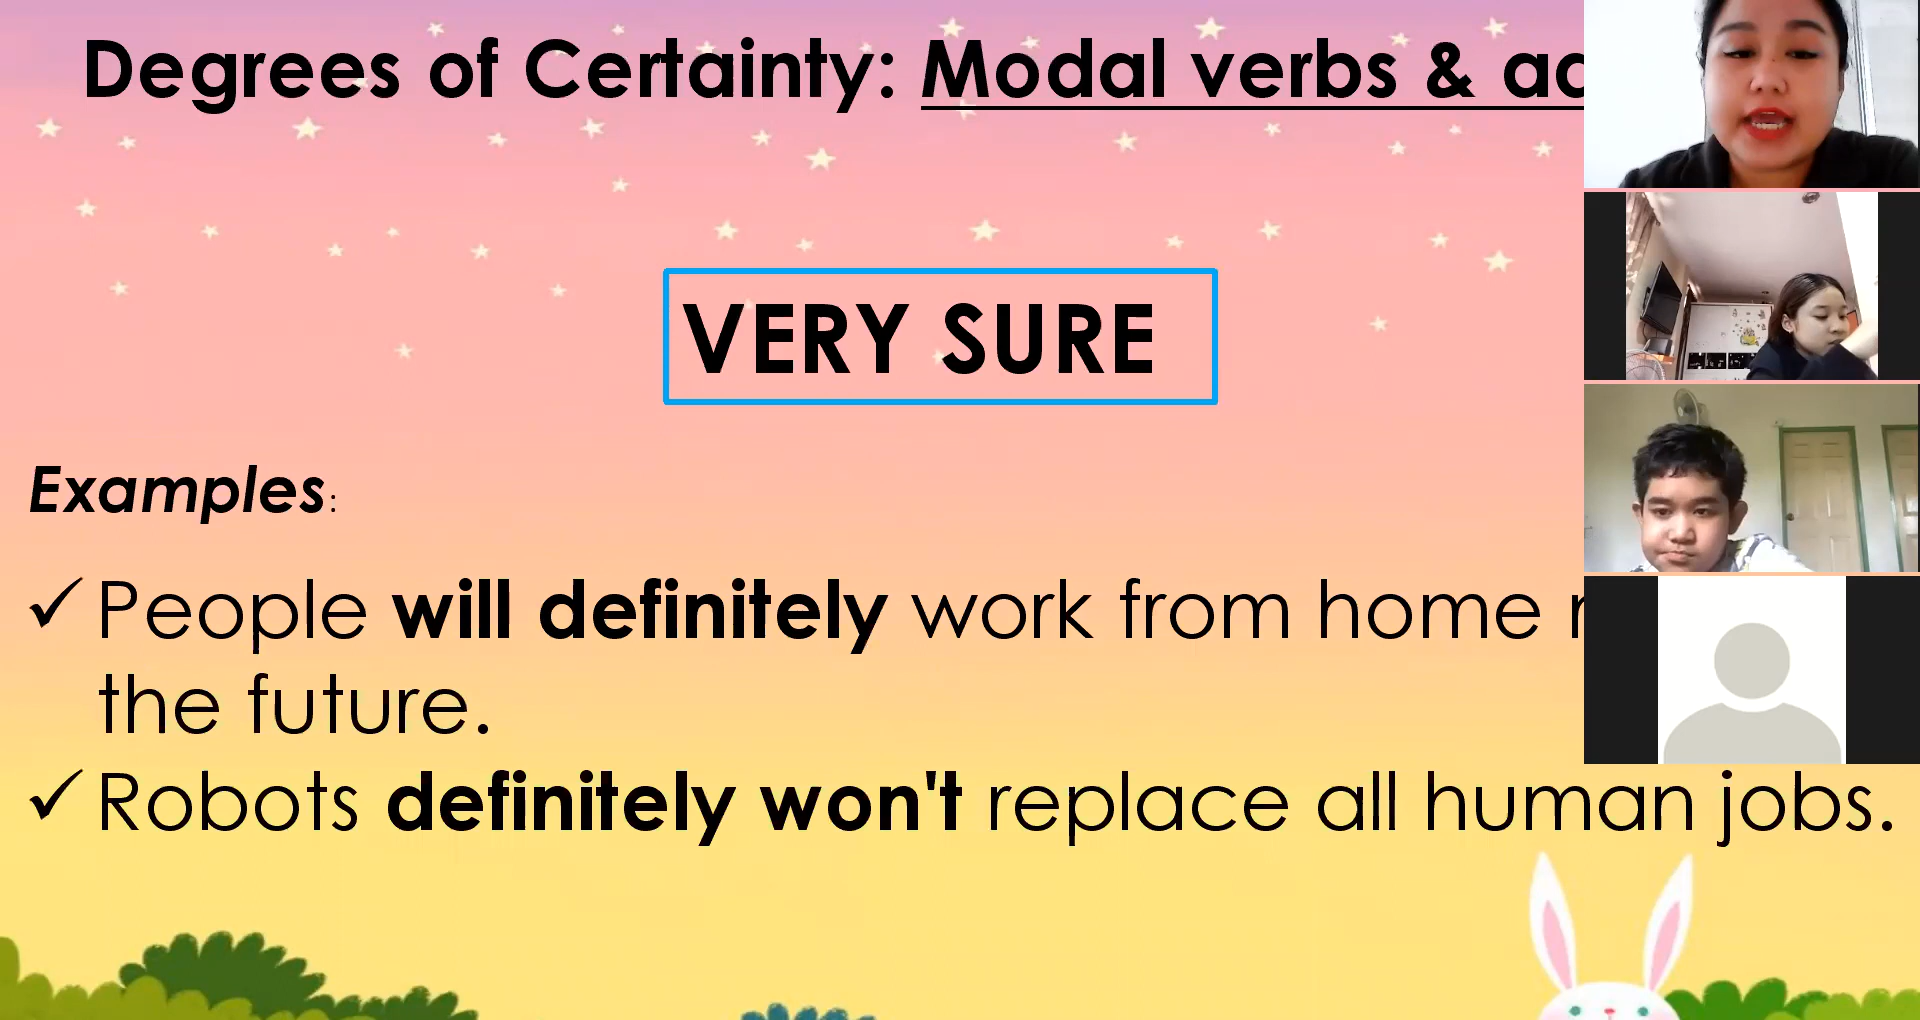 Degrees of Certainty: Modal verbs &
VERY SURE
Examples:
✓ People will definitely work from home
the future.
✓ Robots definitely won't replace all human jobs.